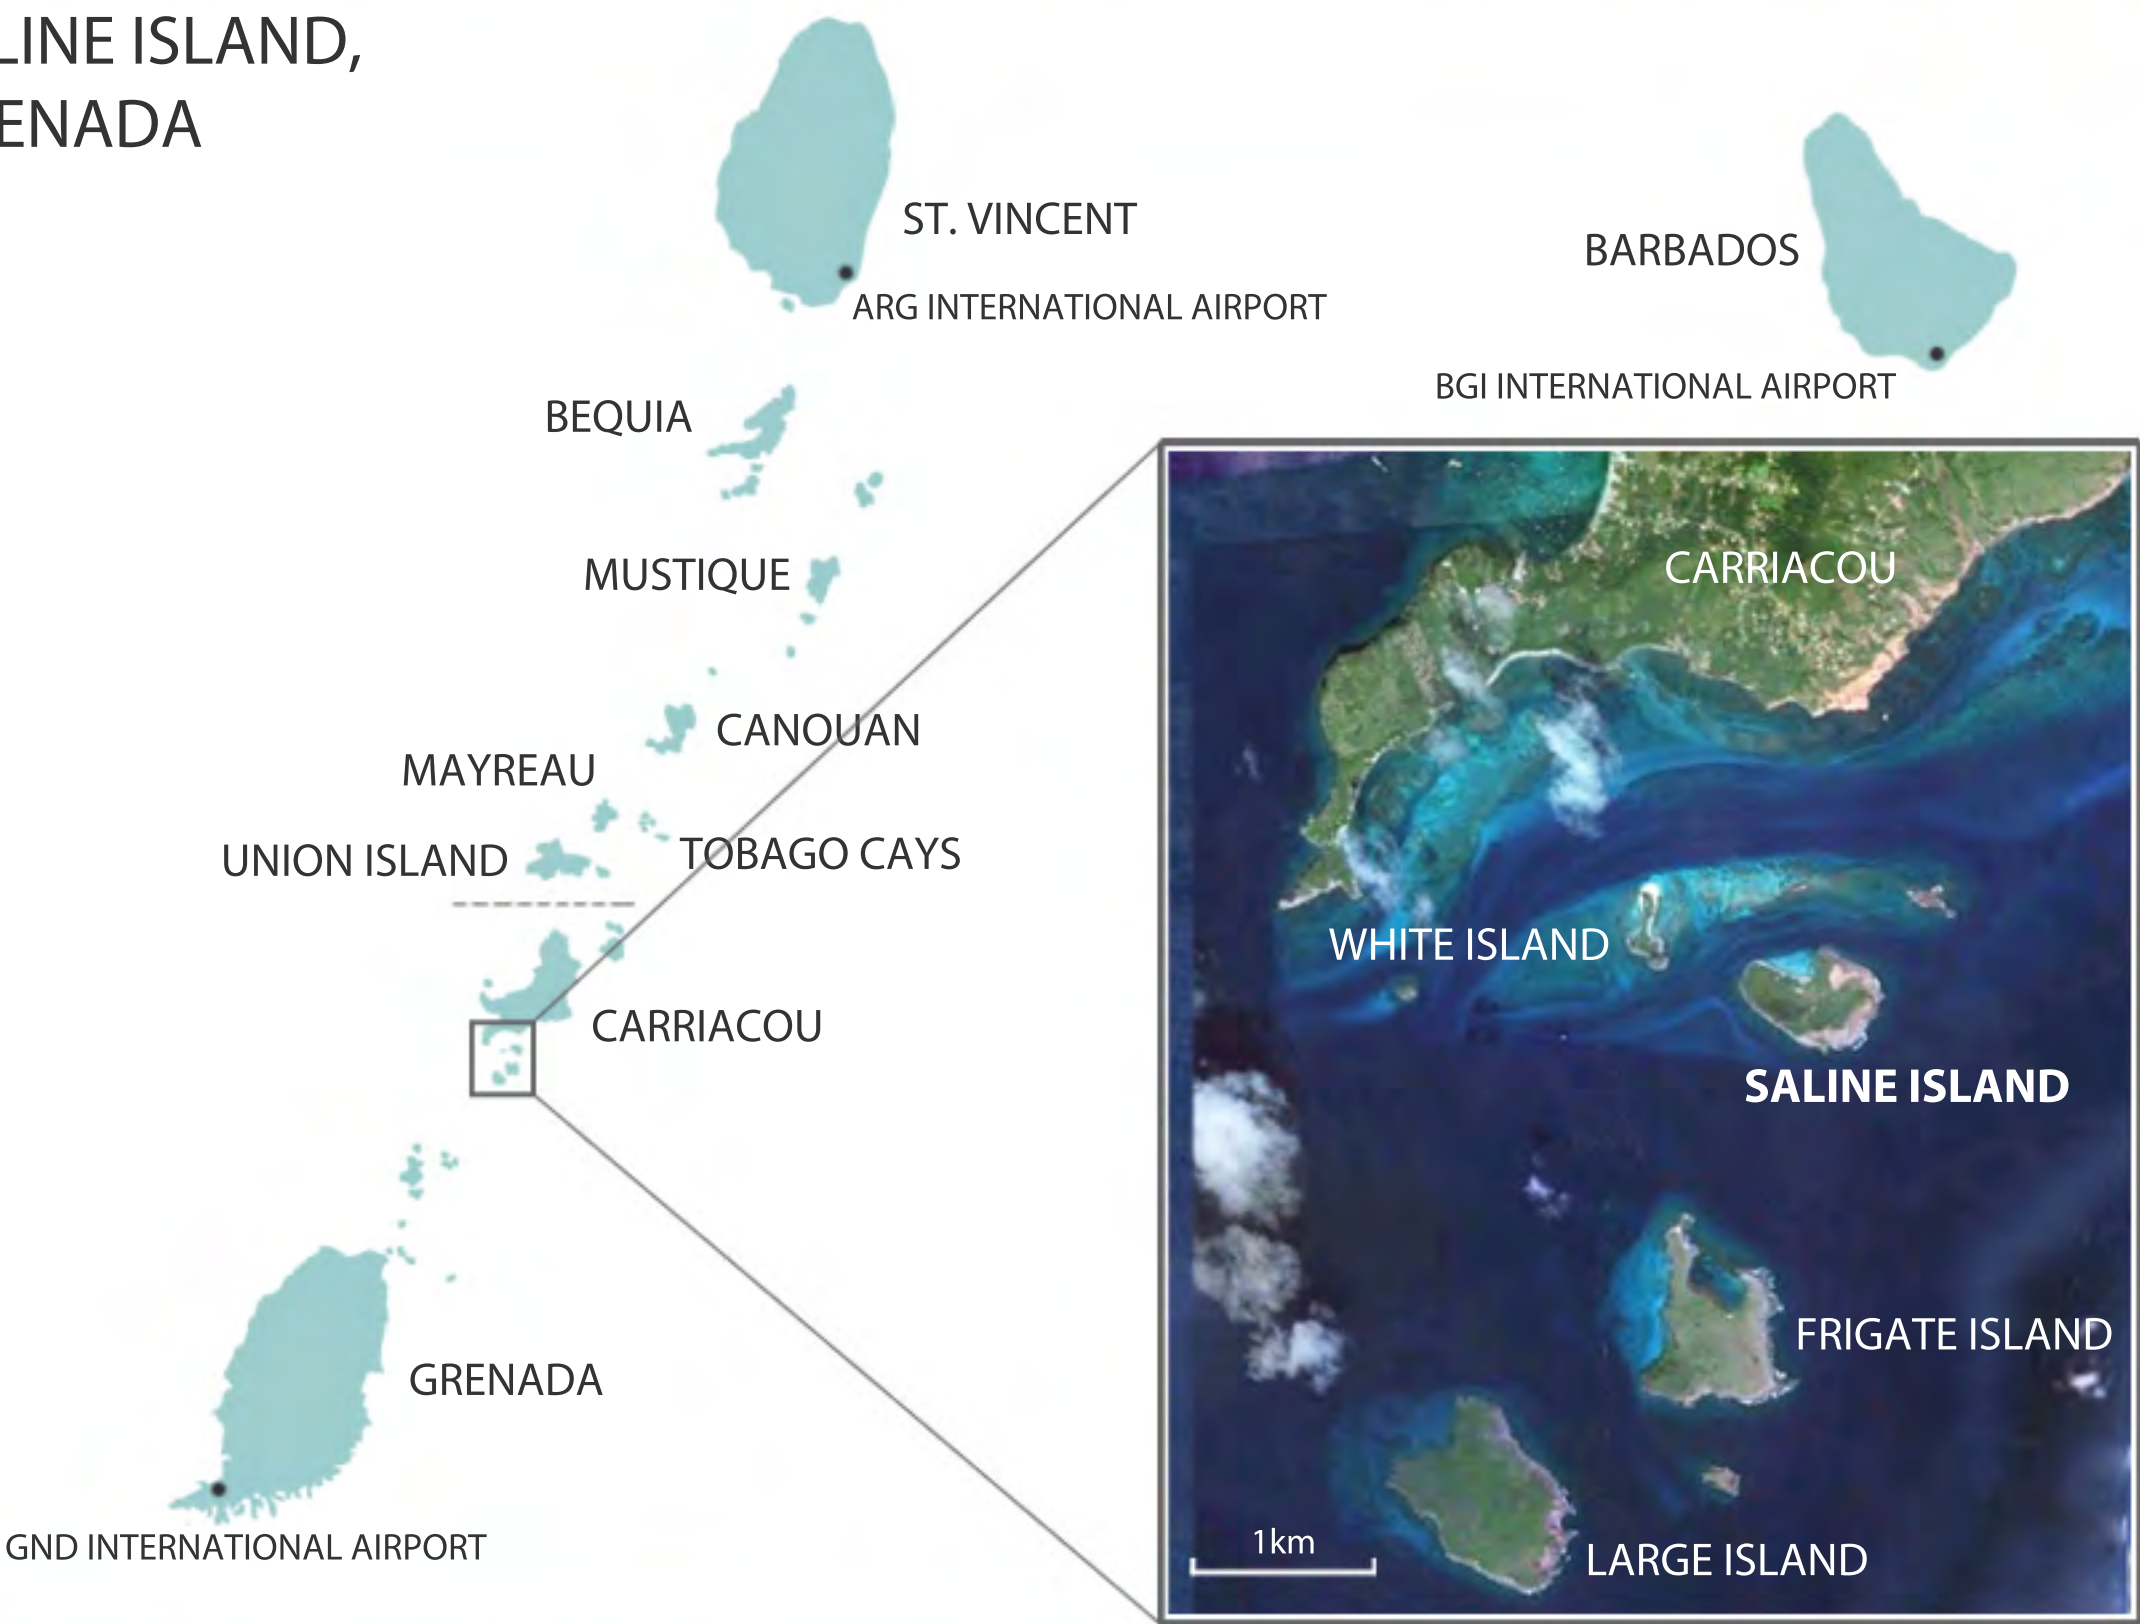 LINE ISLAND,
ENADA
ST. VINCENT
BARBADOS
ARG INTERNATIONAL AIRPORT
BGI INTERNATIONAL AIRPORT
BEQUIA
MUSTIQUE
CANOUAN
MAYREAU
UNION ISLAND
TOBAGO CAYS
CARRIACOU
GRENADA
GND INTERNATIONAL AIRPORT
CARRIACOU
WHITE ISLAND
SALINE ISLAND
FRIGATE ISLAND
1km
LARGE ISLAND